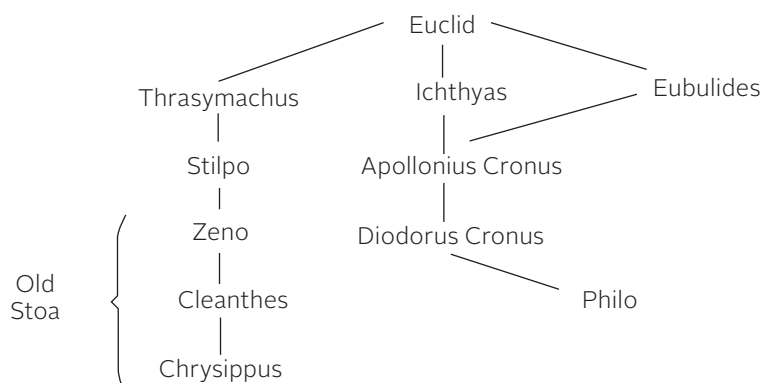 Euclid
Thrasymachus
Ichthyas
Eubulides
Stilpo
Apollonius Cronus
Zeno
Diodorus Cronus
Old
Stoa
Cleanthes
Philo
Chrysippus